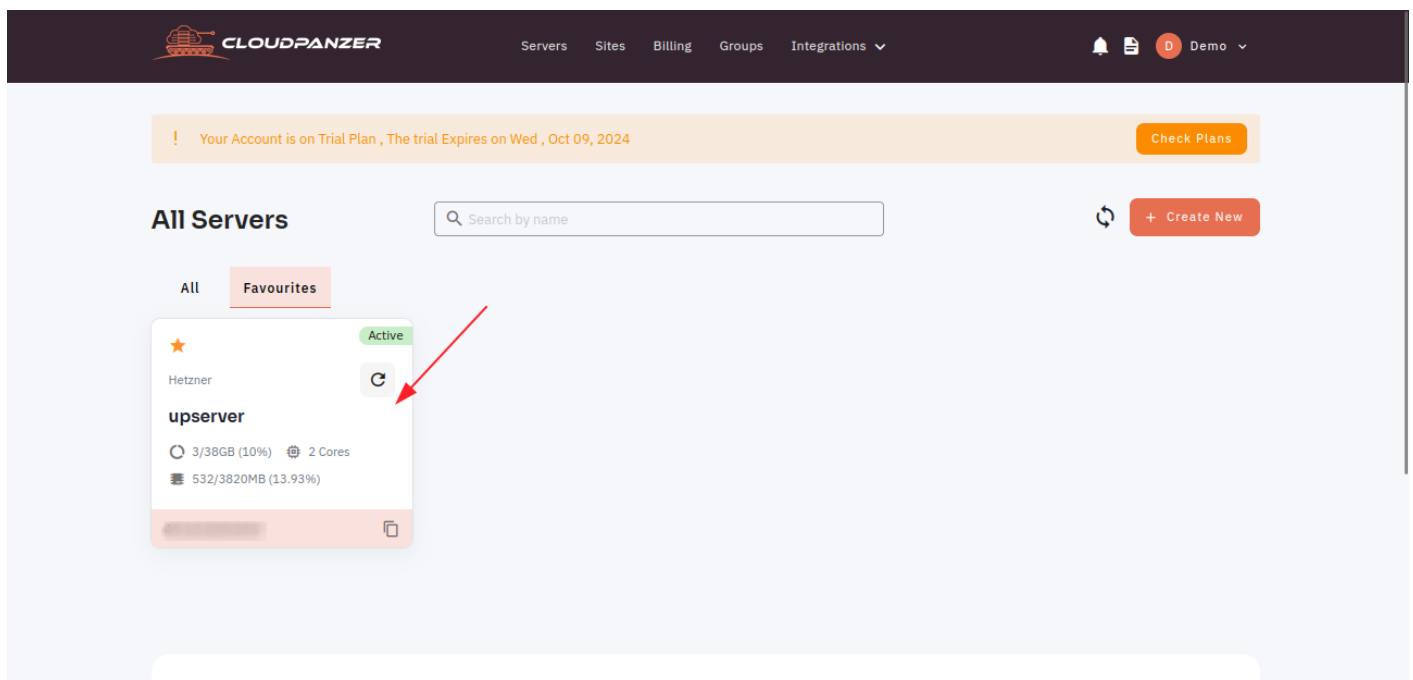 CLOUDPANZER
Servers Sites Billing Groups Integrations
D Demo
! Your Account is on Trial Plan , The trial Expires on Wed , Oct 09, 2024
Check Plans
All Servers
Search by name
+ Create New
All Favourites
Active
Hetzner
upserver
3/38GB (10%) 2 Cores
532/3820MB (13.93%)